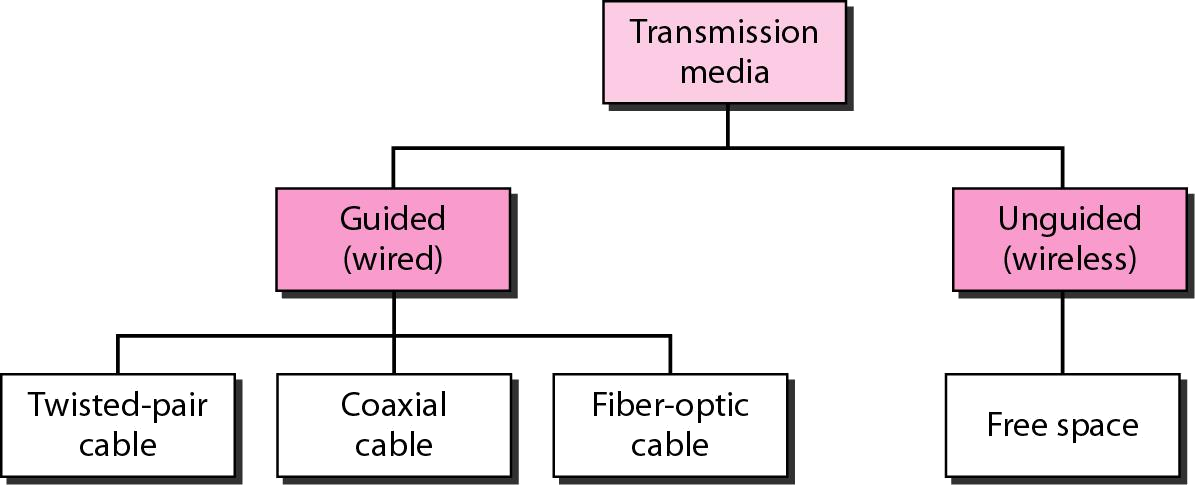 Transmission
media
Guided
(wired)
Unguided
(wireless)
Twisted-pair
cable
Coaxial
cable
Fiber-optic
cable
Free space